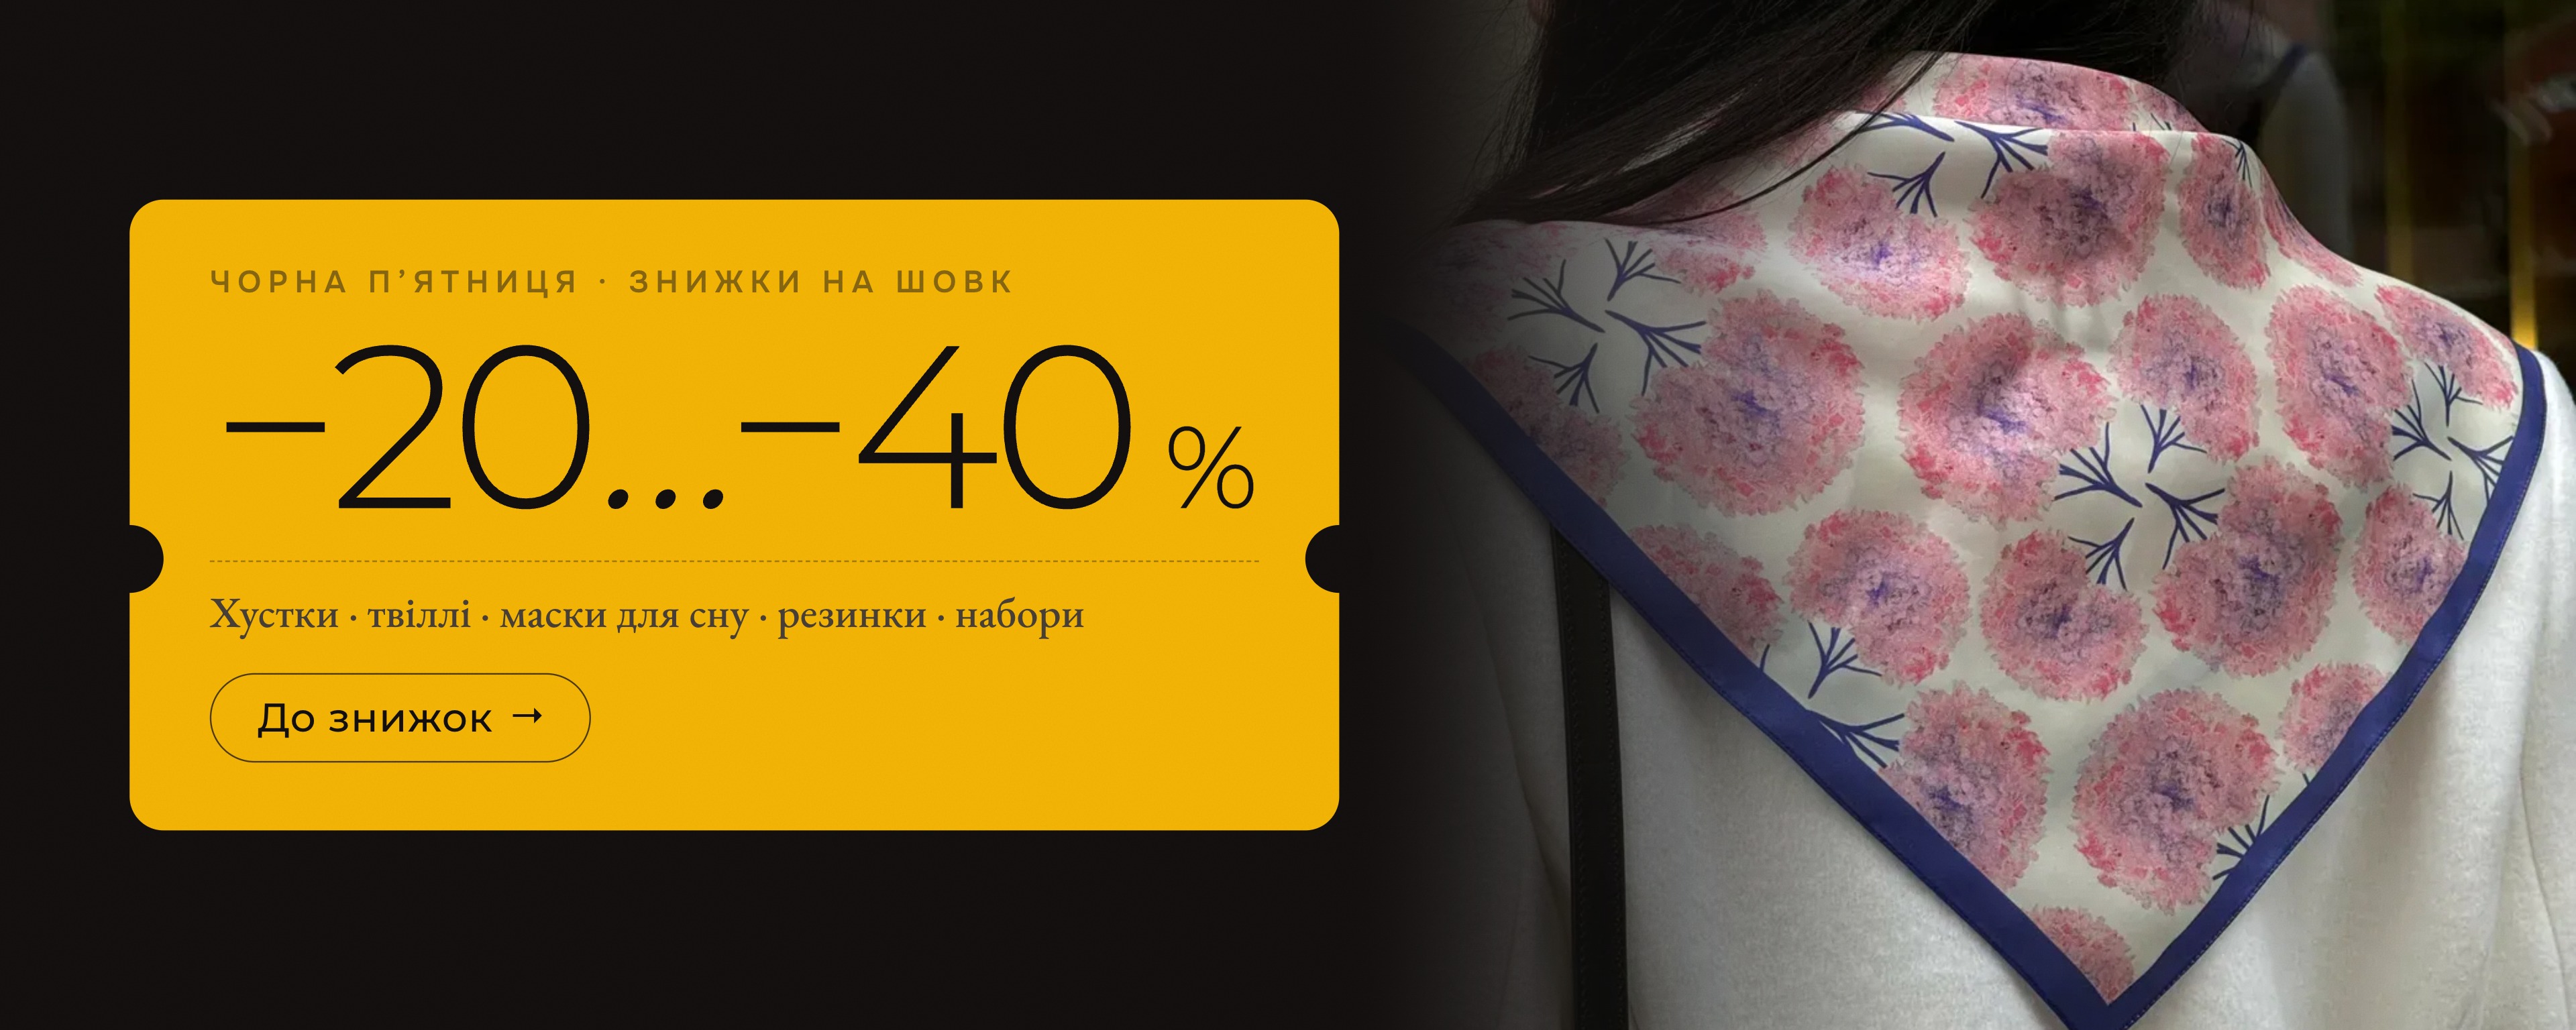 ЧОРНА П’ЯТНИЦЯ · ЗНИЖКИ НА ШОВК
–20...–40 %
Хустки · твіллі · маски для сну · резинки · набори
До знижок →